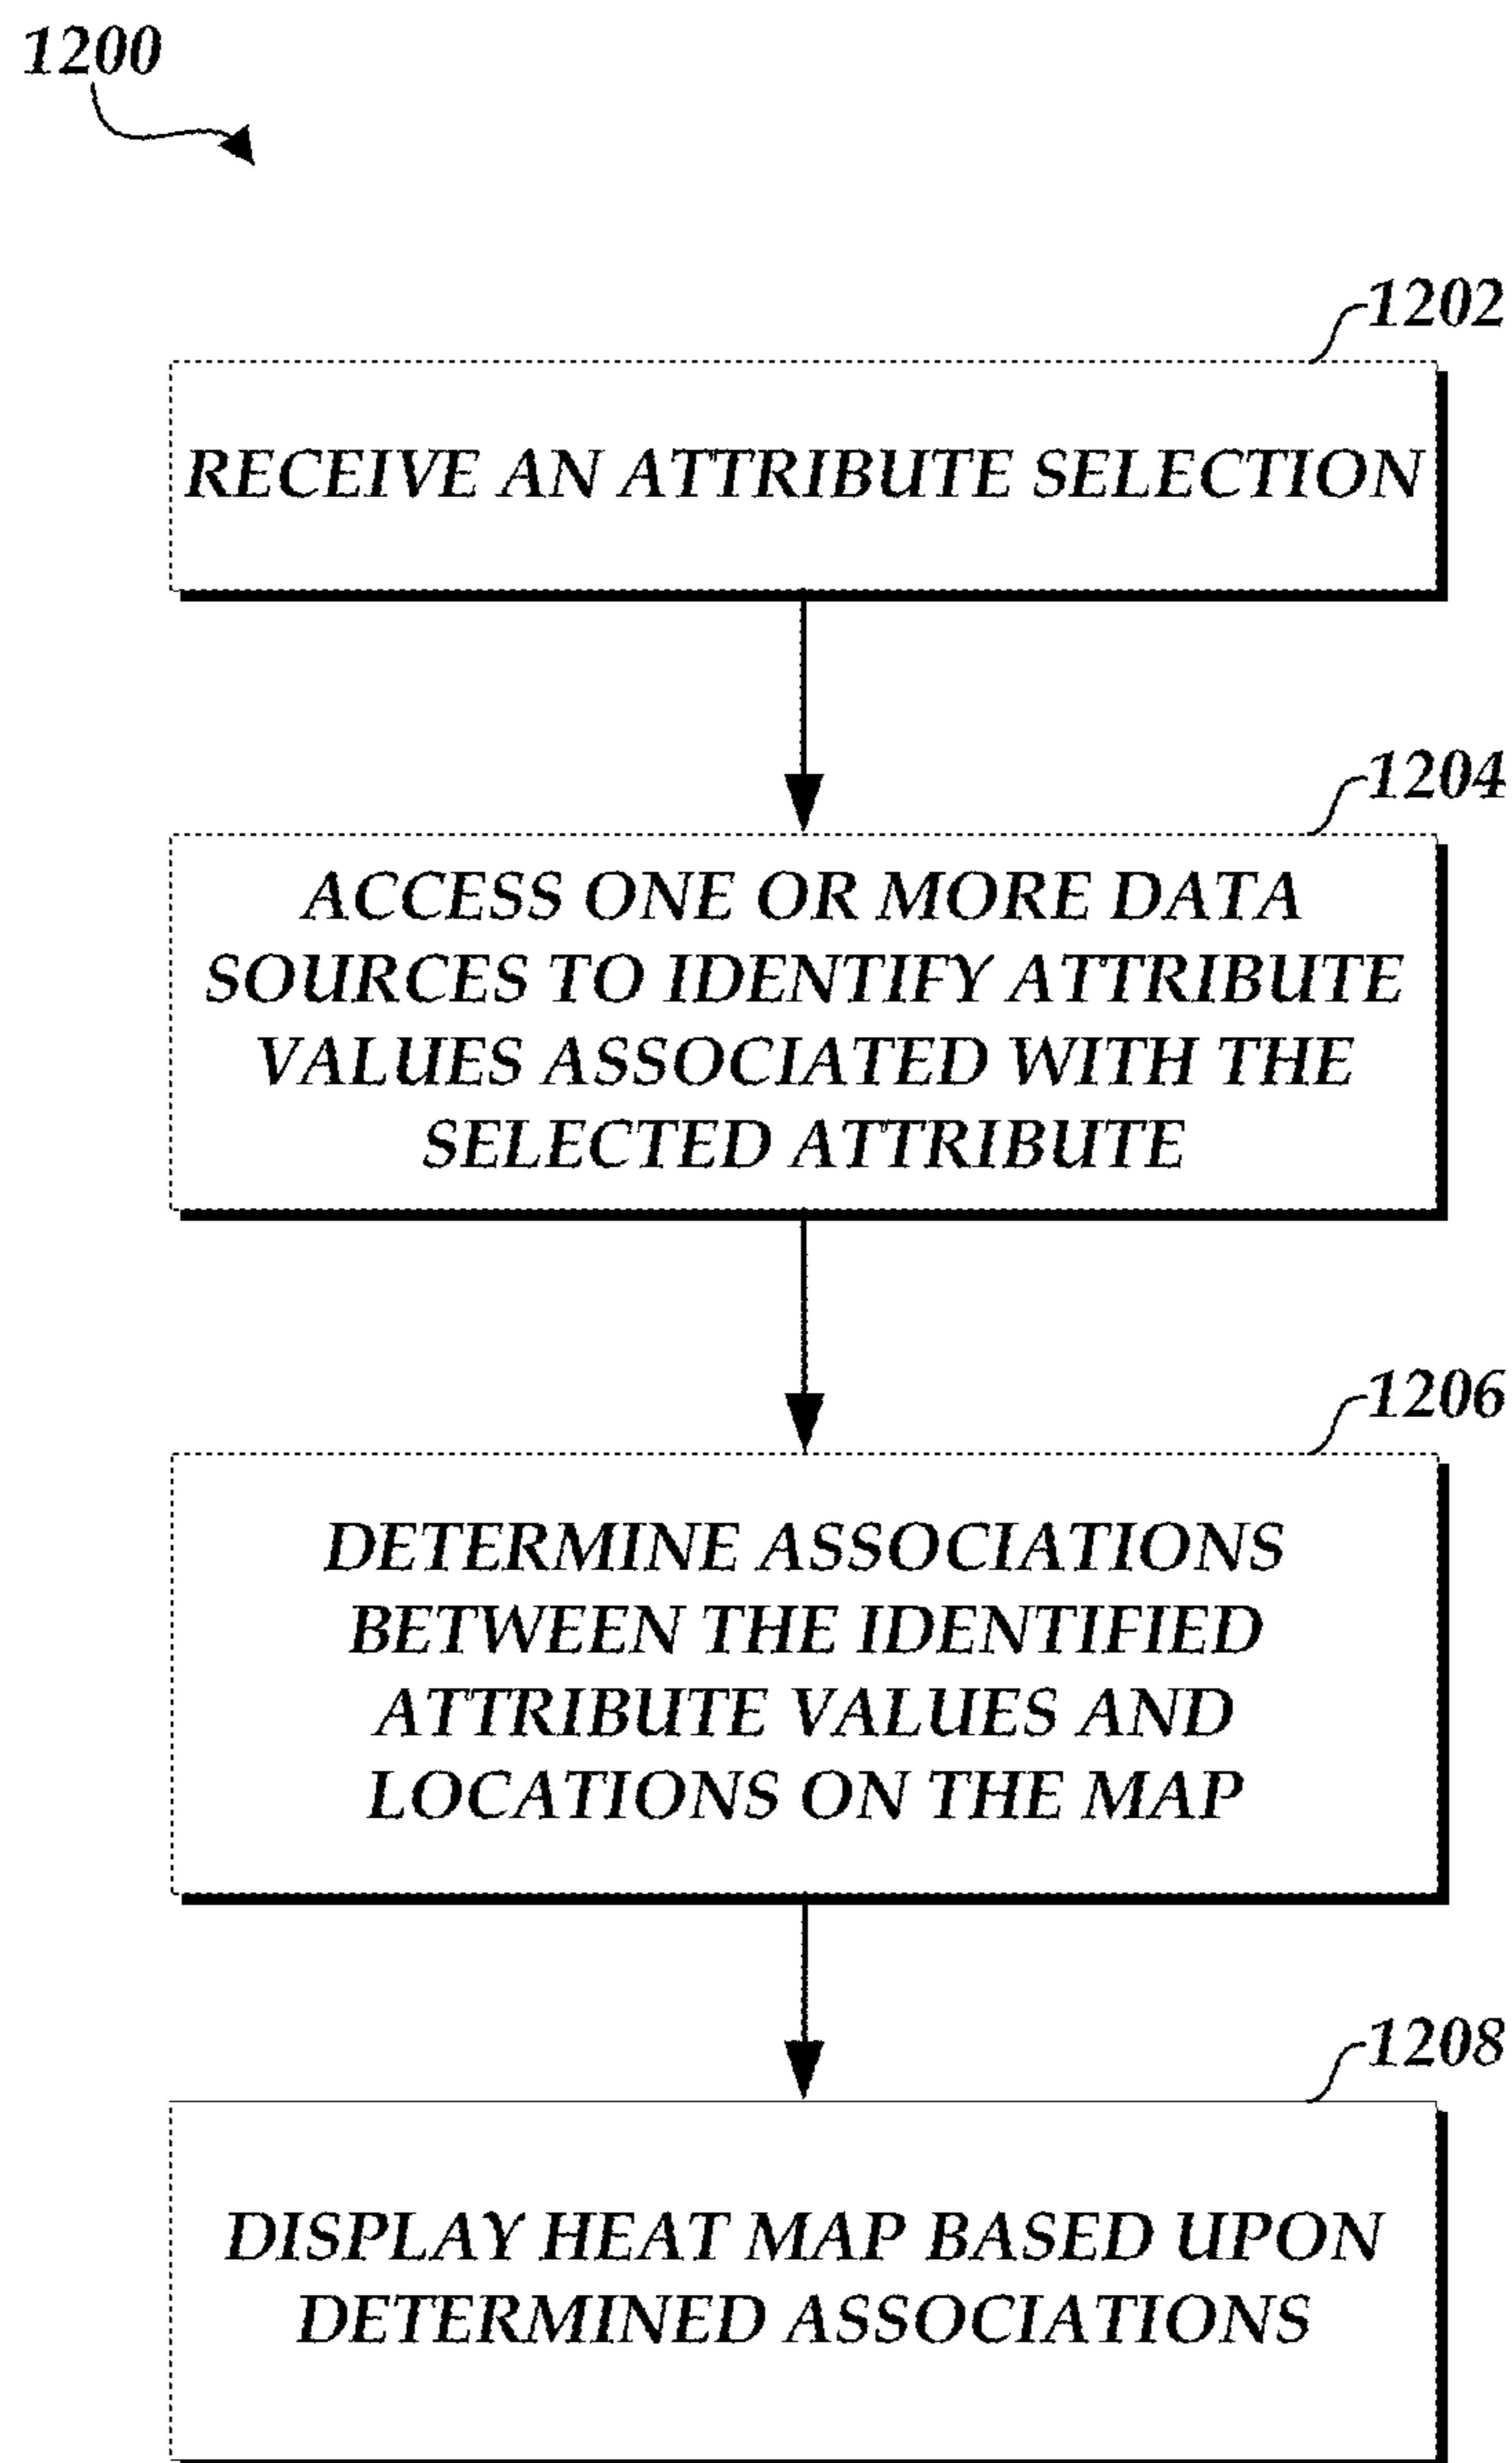 1200
1202
RECEIVE AN ATTRIBUTE SELECTION
1204
ACCESS ONE OR MORE DATA
SOURCES TO IDENTIFY ATTRIBUTE
VALUES ASSOCIATED WITH THE
SELECTED ATTRIBUTE
1206
DETERMINE ASSOCIATIONS
BETWEEN THE IDENTIFIED
ATTRIBUTE VALUES AND
LOCATIONS ON THE MAP
1208
DISPLAY HEAT MAP BASED UPON
DETERMINED ASSOCIATIONS